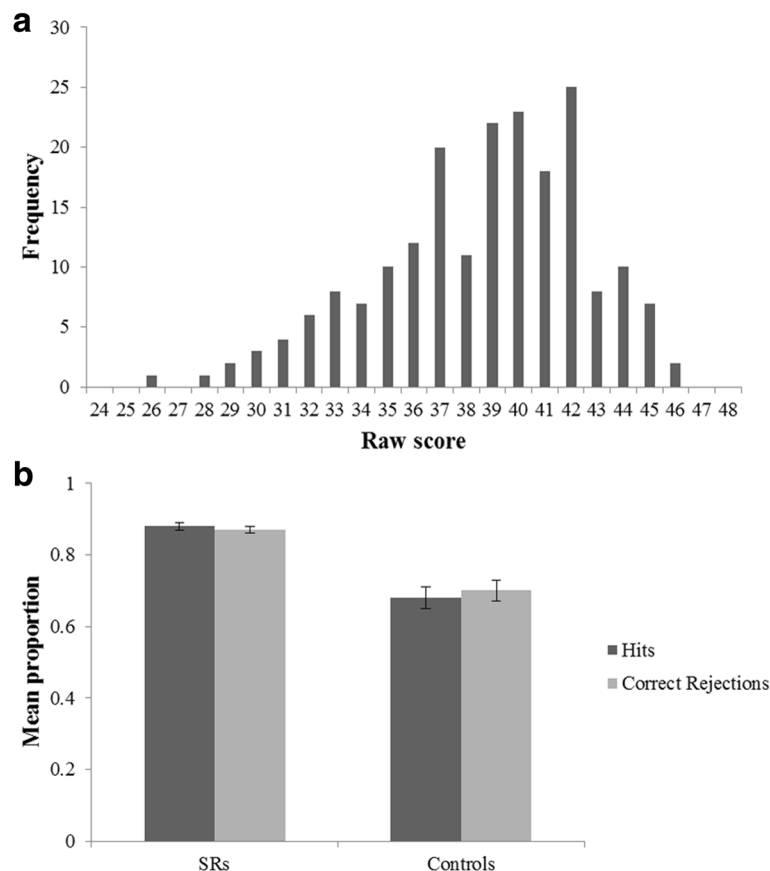 a
30
25
20
15
10
5
0
Frequency
24 25 26 27 28 29 30 31 32 33 34 35 36 37 38 39 40 41 42 43 44 45 46 47 48
Raw score
b
1
0.8
0.6
0.4
0.2
0
Mean proportion
SRs Controls
Hits
Correct Rejections